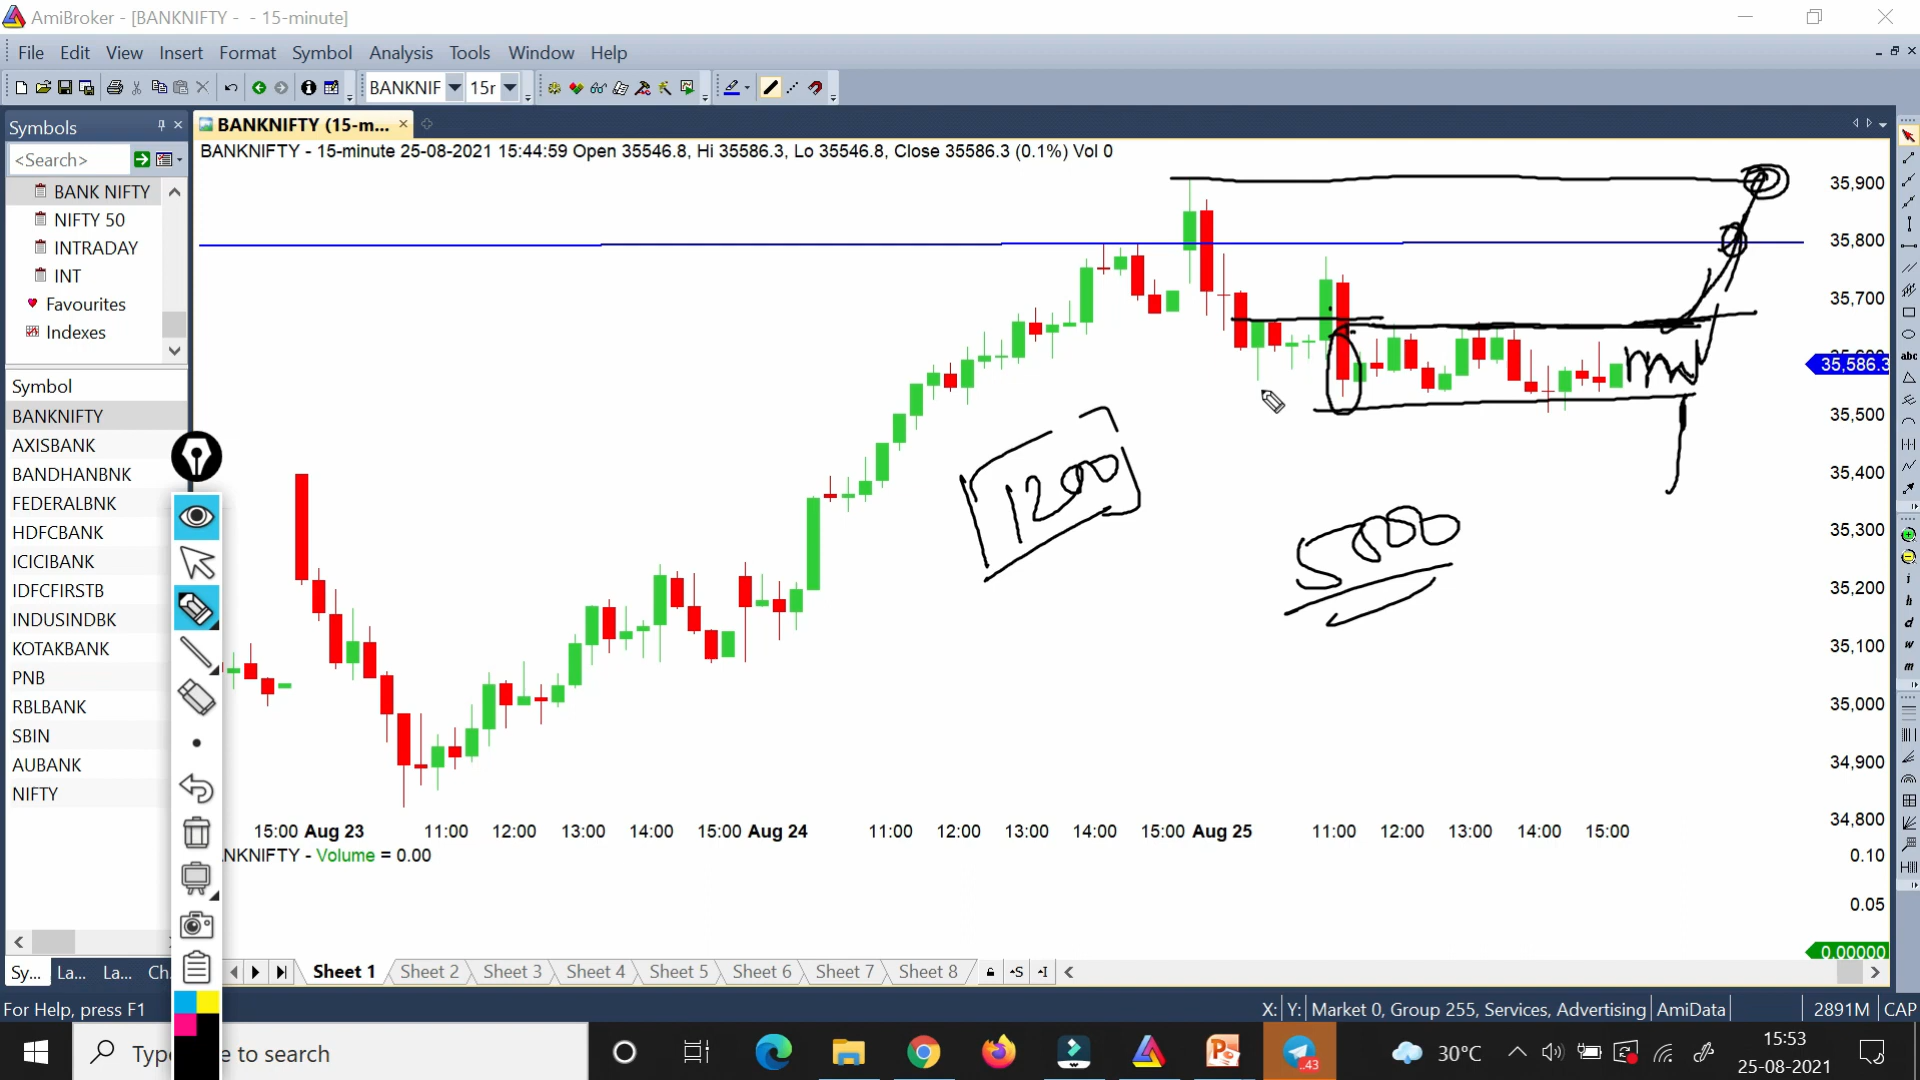 AmiBroker - [BANKNIFTY - - 15-minute]
File Edit View Insert Format Symbol Analysis Tools Window Help
BANKNIF 15r
Symbols
BANKNIFTY (15-m...
<Search>
BANKNIFTY - 15-minute 25-08-2021 15:44:59 Open 35546.8, Hi 35586.3, Lo 35546.8, Close 35586.3 (0.1%) Vol 0
BANK NIFTY
NIFTY 50
INTRADAY
INT
Favourites
Indexes
Symbol
BANKNIFTY
AXISBANK
BANDHANBNK
FEDERALBNK
HDFCBANK
ICICIBANK
IDFCFIRSTB
INDUSINDBK
KOTAKBANK
PNB
RBLBANK
SBIN
AUBANK
NIFTY
35,900
35,800
35,700
35,586.3
35,500
35,400
35,300
35,200
35,100
35,000
34,900
34,800
1200
5000
15:00 Aug 23 11:00 12:00 13:00 14:00 15:00 Aug 24 11:00 12:00 13:00 14:00 15:00 Aug 25 11:00 12:00 13:00 14:00 15:00
ANKNIFTY - Volume = 0.00
0.10
0.05
0.00000
abc
i
h
d
w
m
Sy... La... La... Ch
Sheet 1 Sheet 2 Sheet 3 Sheet 4 Sheet 5 Sheet 6 Sheet 7 Sheet 8
For Help, press F1
X: Y: Market 0, Group 255, Services, Advertising AmiData 2891M CAP
Typ e to search
.43
30°C
15:53
25-08-2021